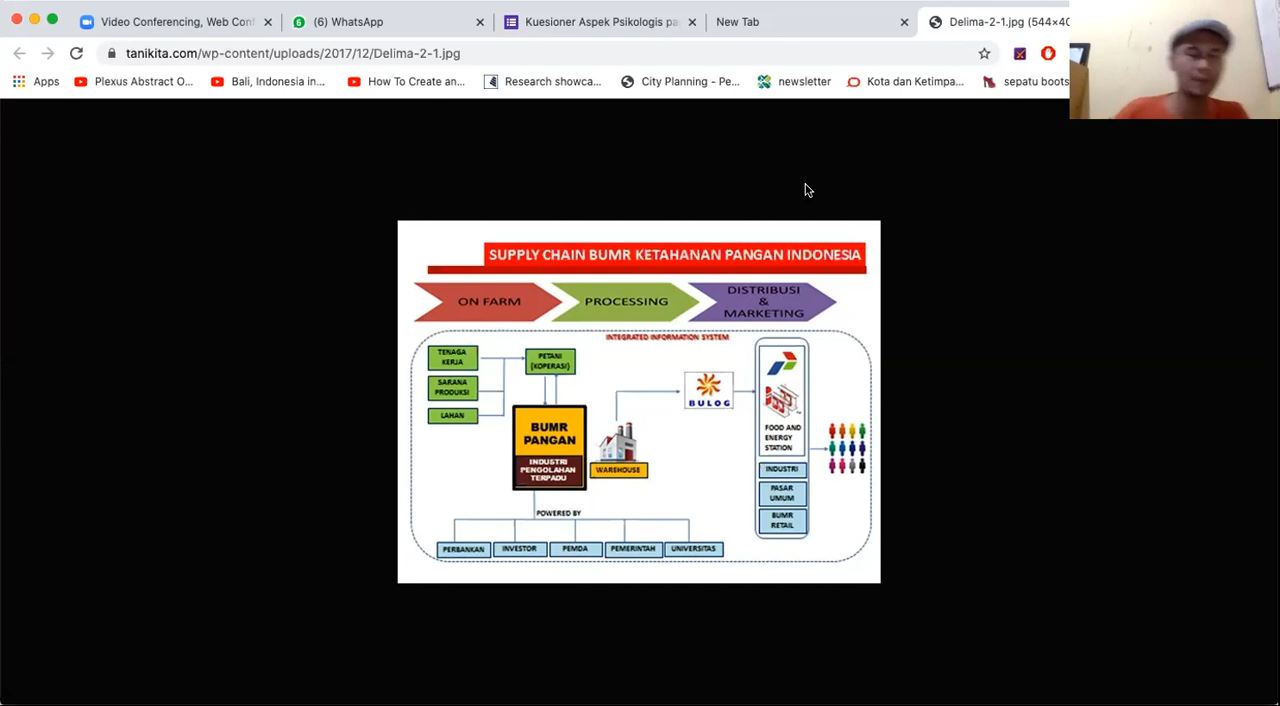 Video Conferencing, Web Conf
(6) WhatsApp
Kuesioner Aspek Psikologis pa
New Tab
Delima-2-1.jpg (544×40
tanikita.com/wp-content/uploads/2017/12/Delima-2-1.jpg
Apps
Plexus Abstract O...
Bali, Indonesia in...
How To Create an...
Research showca...
City Planning - Pe...
newsletter
Kota dan Ketimpa...
sepatu boots
SUPPLY CHAIN BUMR KETAHANAN PANGAN INDONESIA
ON FARM
PROCESSING
DISTRIBUSI
&
MARKETING
INTEGRATED INFORMATION SYSTEM
TENAGA
KERJA
SARANA
PRODUKSI
LAHAN
PETANI
(KOPERASI)
BUMR
PANGAN
INDUSTRI
PENGOLAHAN
TERPADU
WAREHOUSE
BULOG
FOOD AND
ENERGY
STATION
INDUSTRI
PASAR
UMUM
BUMR
RETAIL
POWERED BY
PERBANKAN
INVESTOR
PEMDA
PEMERINTAH
UNIVERSITAS